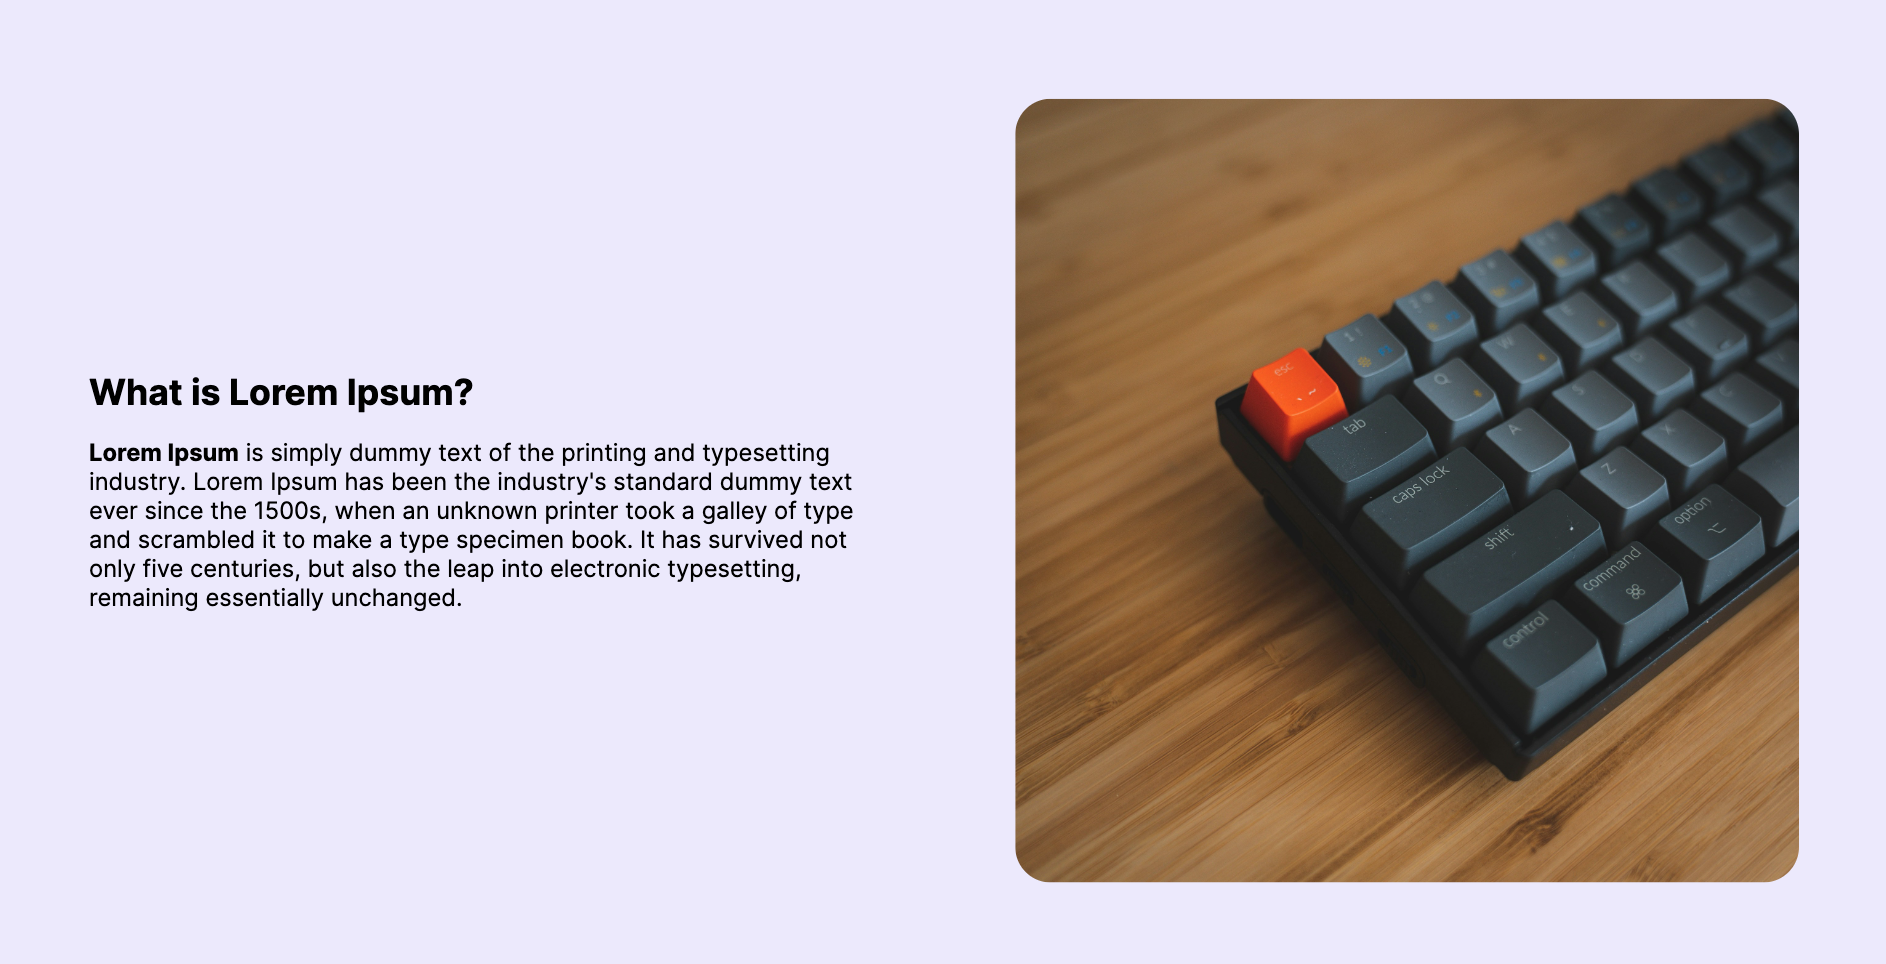 What is Lorem Ipsum?
Lorem Ipsum is simply dummy text of the printing and typesetting
industry. Lorem Ipsum has been the industry's standard dummy text
ever since the 1500s, when an unknown printer took a galley of type
and scrambled it to make a type specimen book. It has survived not
only five centuries, but also the leap into electronic typesetting,
remaining essentially unchanged.
esc
1 !
2 @
tab
Q
W
E
caps lock
A
S
D
shift
Z
X
C
control
command ⌘
option ⌥